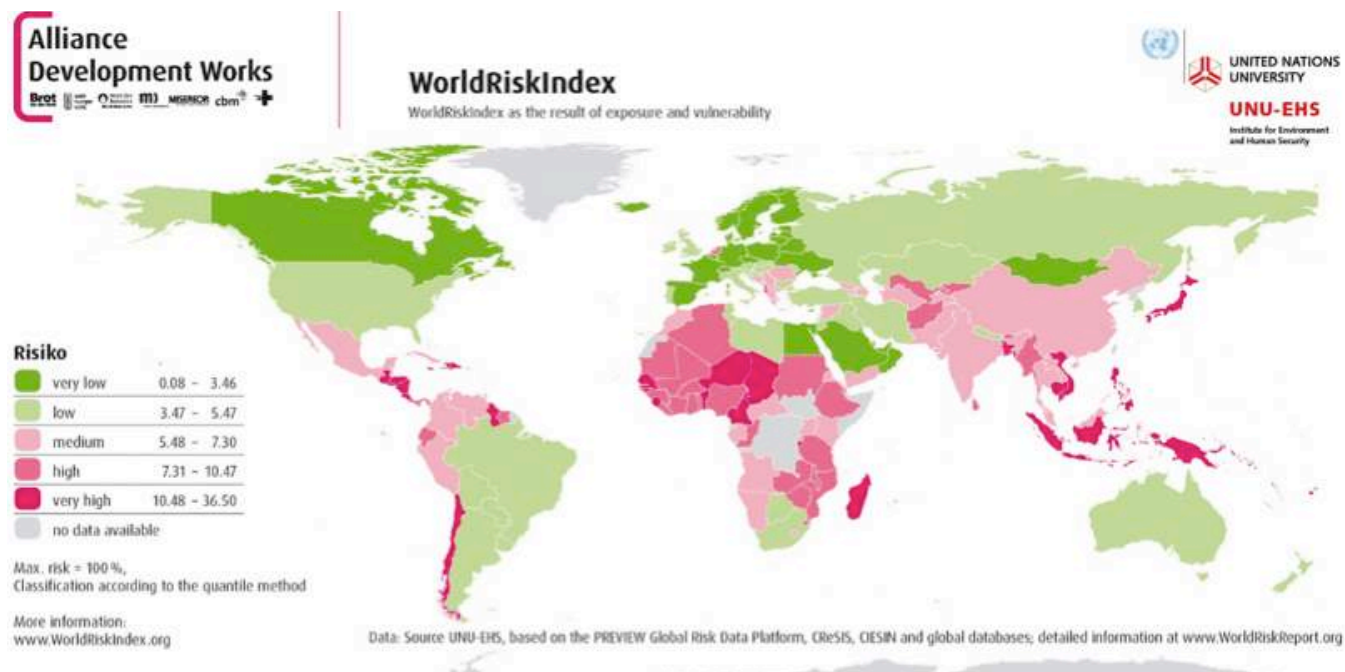 Alliance
Development Works
Brot
MISEREOR cbm
WorldRiskIndex
WorldRiskIndex as the result of exposure and vulnerability
UNITED NATIONS
UNIVERSITY
UNU-EHS
Institute for Environment
and Human Security
Risiko
very low 0.08 – 3.46
low 3.47 – 5.47
medium 5.48 – 7.30
high 7.31 – 10.47
very high 10.48 – 36.50
no data available
Max. risk = 100 %,
Classification according to the quantile method
More information:
www.WorldRiskIndex.org
Data: Source UNU-EHS, based on the PREVIEW Global Risk Data Platform, CReSIS, CIESIN and global databases; detailed information at www.WorldRiskReport.org